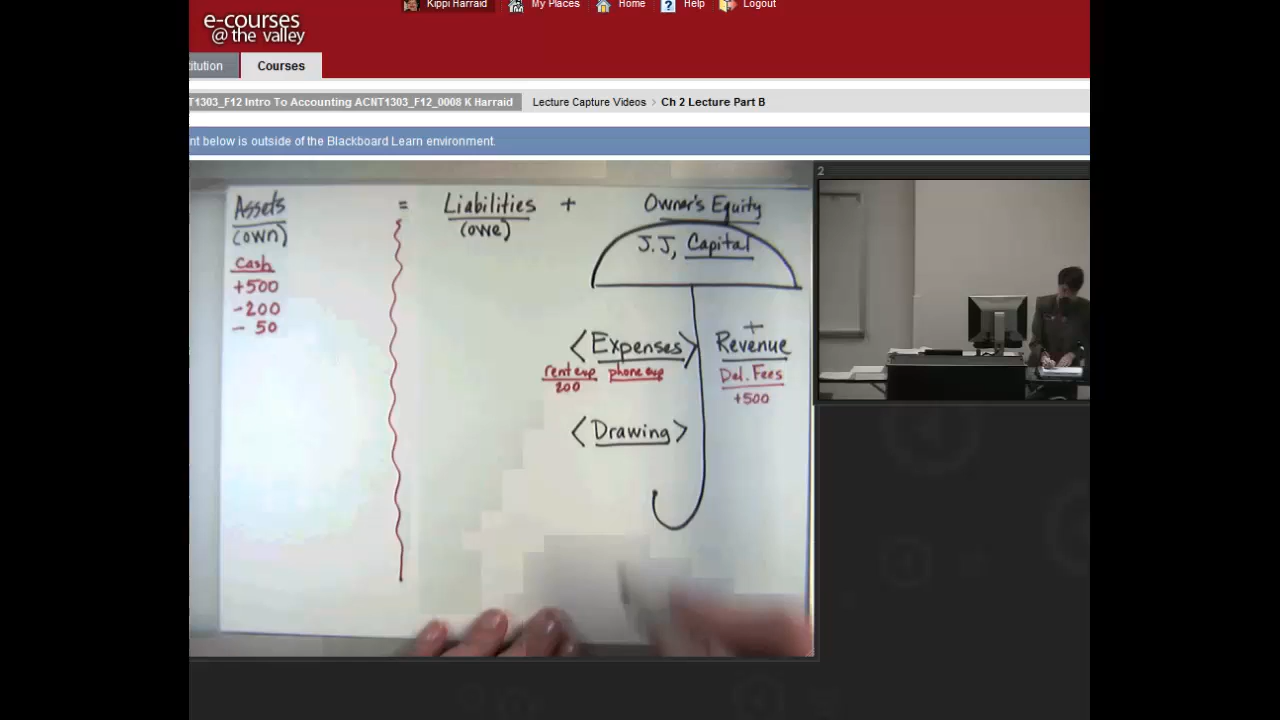 Kippi Harraid My Places Home Help Logout
e-courses
@ the valley
itution Courses
T1303_F12 Intro To Accounting ACNT1303_F12_0008 K Harraid Lecture Capture Videos > Ch 2 Lecture Part B
nt below is outside of the Blackboard Learn environment.
2
Assets = Liabilities + Owner's Equity
(own) (owe) J.J, Capital
Cash
+500
-200
- 50
<Expenses> + Revenue
rent exp phone exp Del. Fees
200 +500
<Drawing>